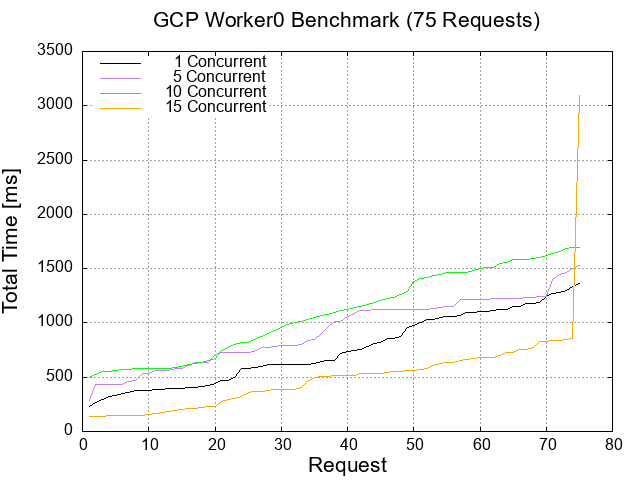 GCP Worker0 Benchmark (75 Requests)
3500
3000
2500
2000
1500
1000
500
0
Total Time [ms]
1 Concurrent
5 Concurrent
10 Concurrent
15 Concurrent
0 10 20 30 40 50 60 70 80
Request